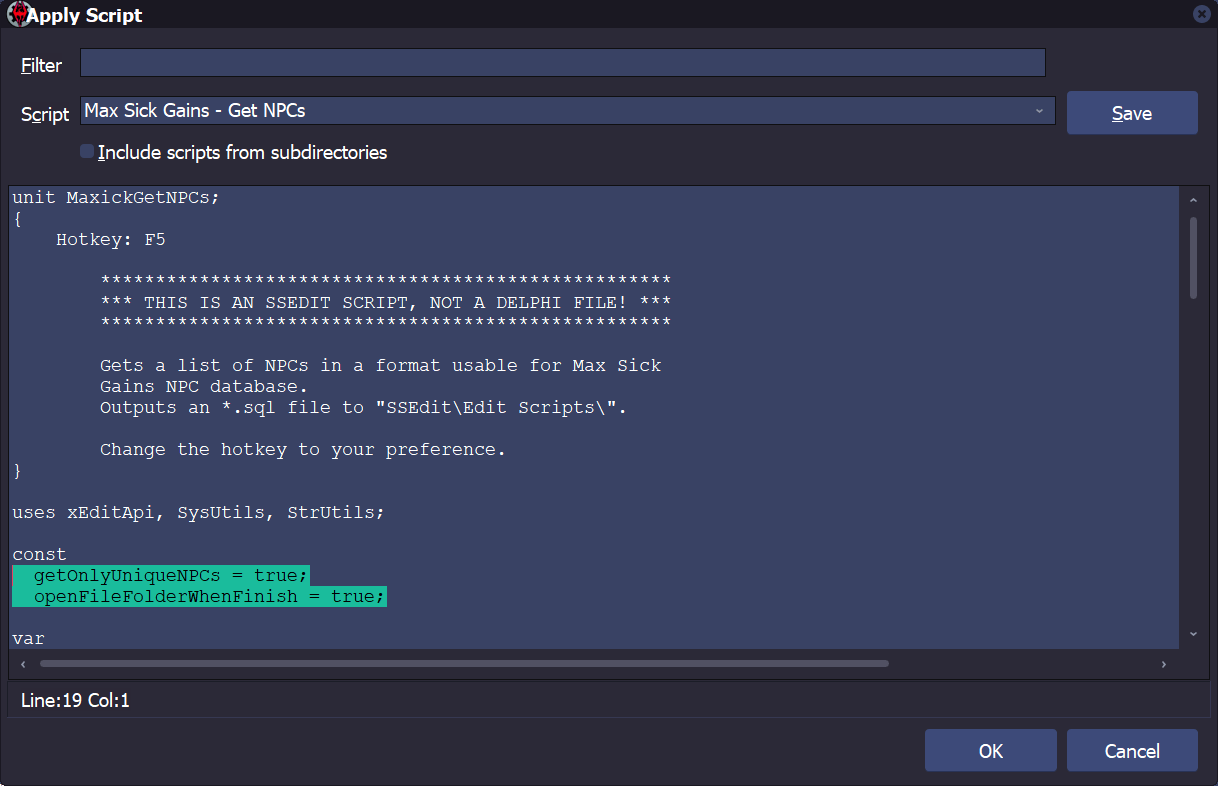 Apply Script
Filter
Script Max Sick Gains - Get NPCs Save
Include scripts from subdirectories
unit MaxickGetNPCs;
{
    Hotkey: F5
        ****************************************************
        *** THIS IS AN SSEDIT SCRIPT, NOT A DELPHI FILE! ***
        ****************************************************
        Gets a list of NPCs in a format usable for Max Sick
        Gains NPC database.
        Outputs an *.sql file to "SSEdit\Edit Scripts\".
        Change the hotkey to your preference.
}
uses xEditApi, SysUtils, StrUtils;
const
  getOnlyUniqueNPCs = true;
  openFileFolderWhenFinish = true;
var
Line:19 Col:1
OK Cancel